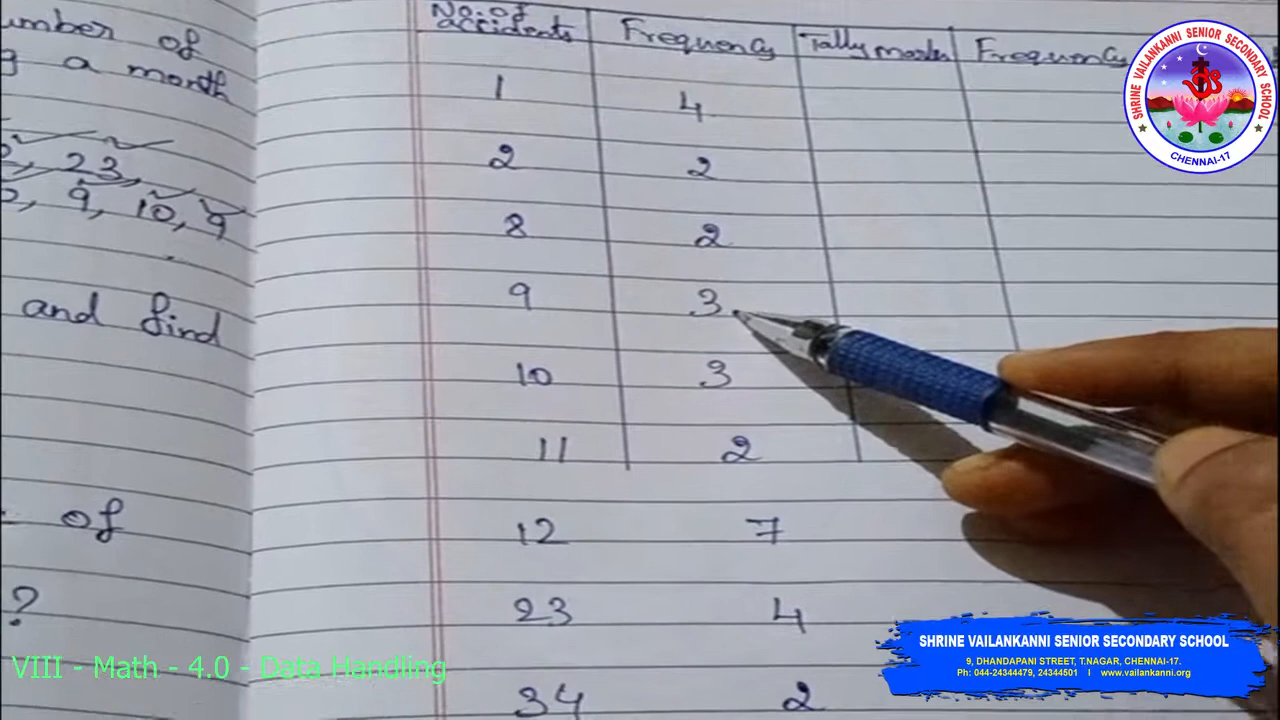 umber of
g a month
23,
9, 10, 9
and find
of
?
No. of accidents Frequency Tally marks Frequency
1 4
2 2
8 2
9 3
10 3
11 2
12 7
23 4
34 2
SHRINE VAILANKANNI SENIOR SECONDARY SCHOOL
CHENNAI-17
VIII - Math - 4.0 - Data Handling
SHRINE VAILANKANNI SENIOR SECONDARY SCHOOL
9, DHANDAPANI STREET, T.NAGAR, CHENNAI-17.
Ph: 044-24344479, 24344501 I www.vailankanni.org